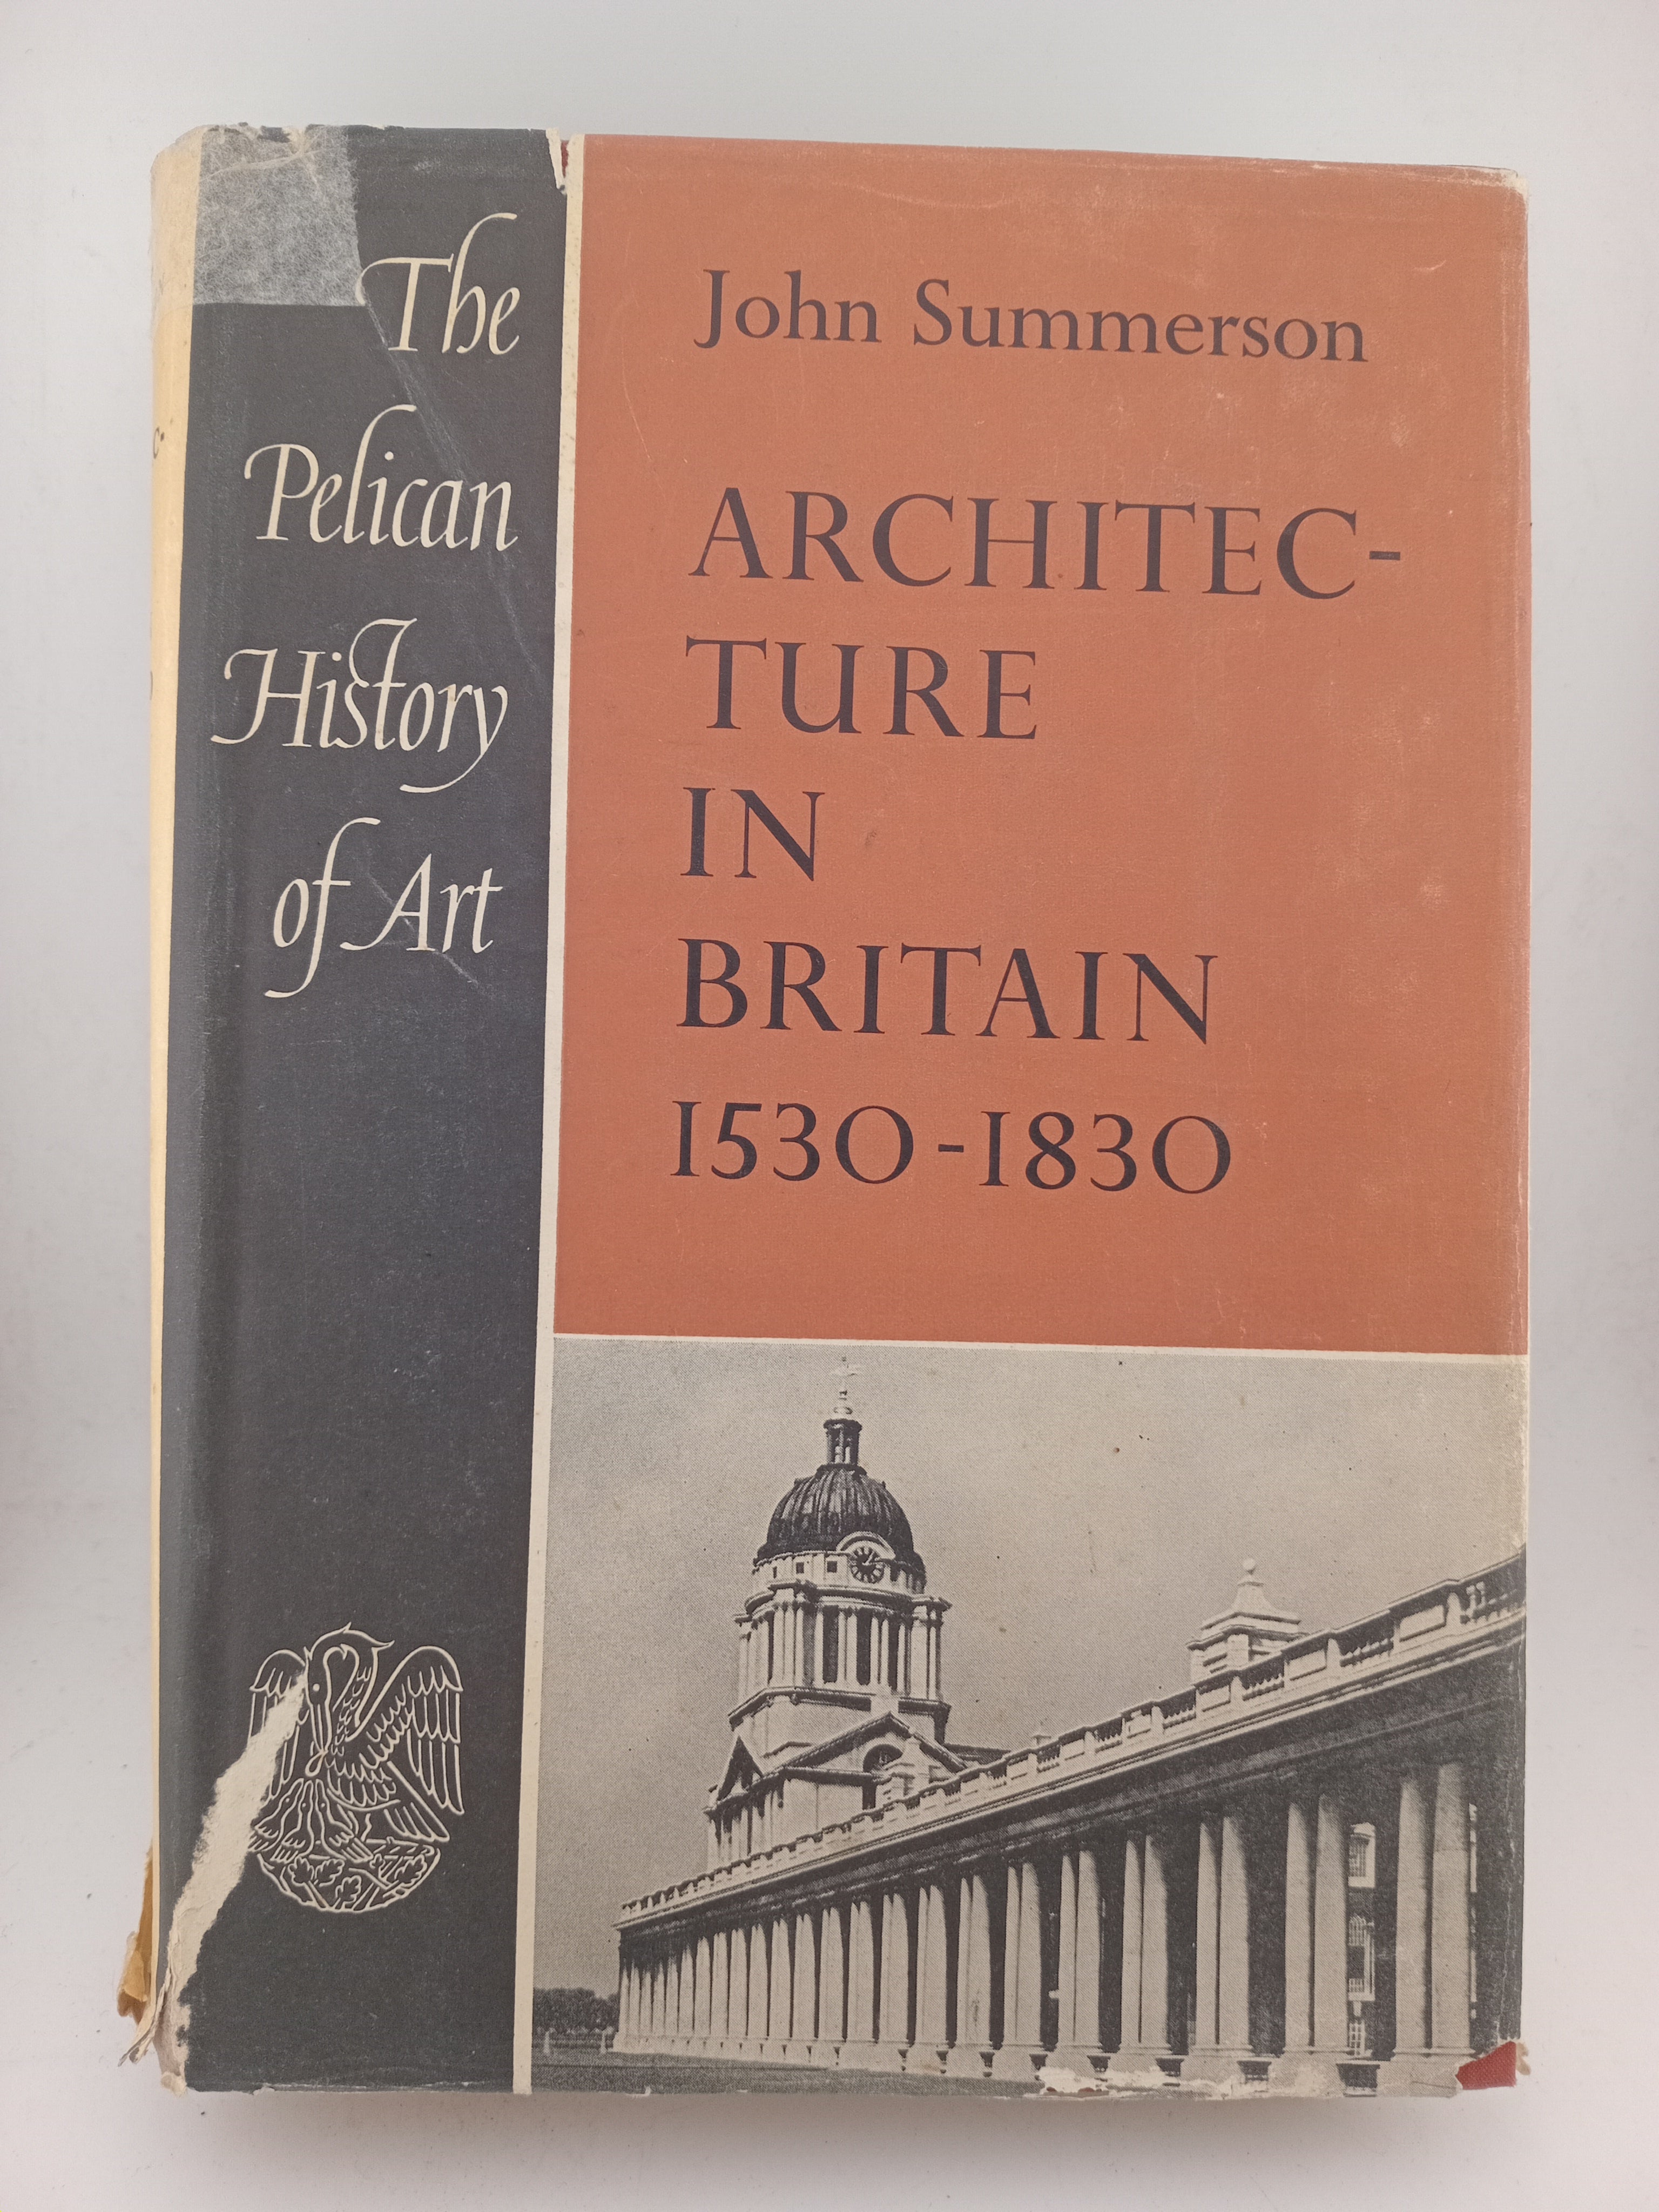 The
Pelican
History
of Art
John Summerson
ARCHITEC-
TURE
IN
BRITAIN
1530-1830